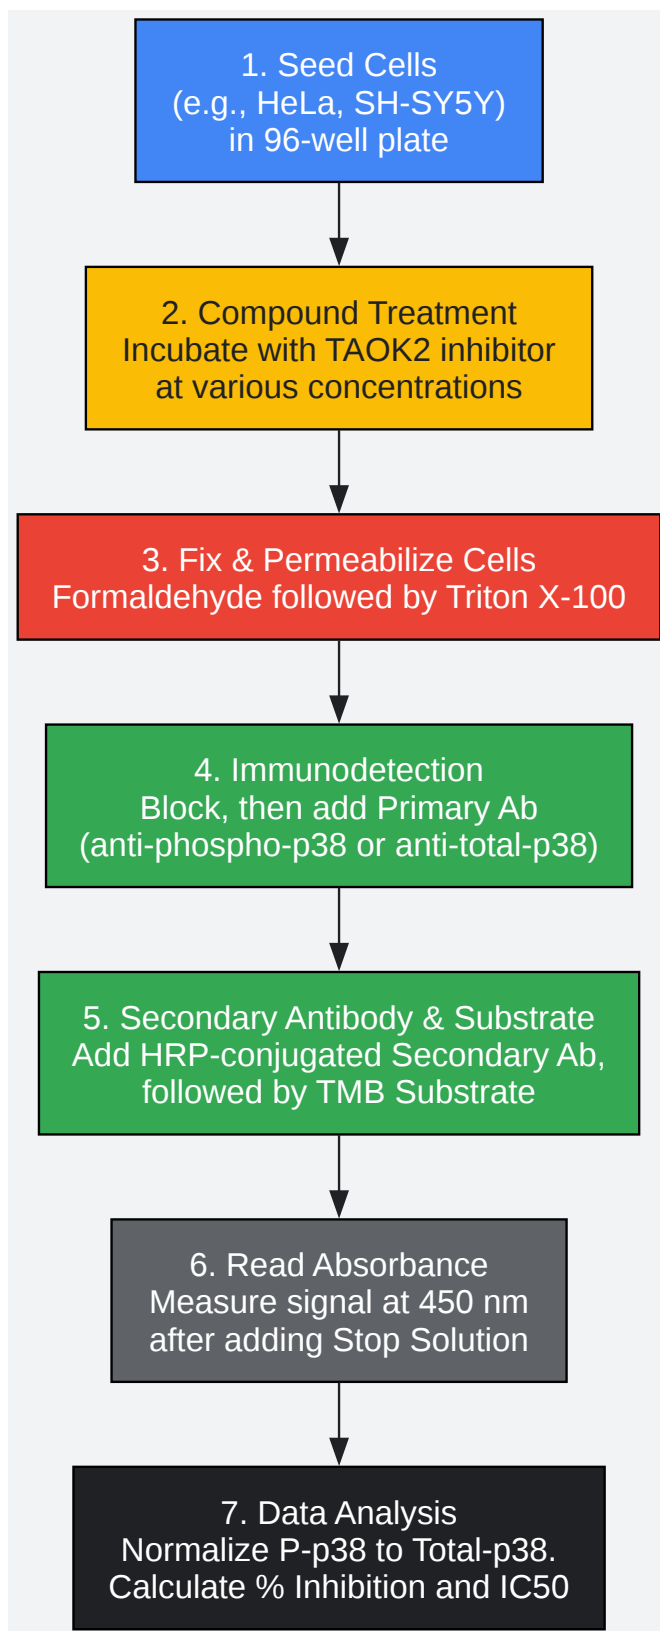 1. Seed Cells
(e.g., HeLa, SH-SY5Y)
in 96-well plate
2. Compound Treatment
Incubate with TAOK2 inhibitor
at various concentrations
3. Fix & Permeabilize Cells
Formaldehyde followed by Triton X-100
4. Immunodetection
Block, then add Primary Ab
(anti-phospho-p38 or anti-total-p38)
5. Secondary Antibody & Substrate
Add HRP-conjugated Secondary Ab,
followed by TMB Substrate
6. Read Absorbance
Measure signal at 450 nm
after adding Stop Solution
7. Data Analysis
Normalize P-p38 to Total-p38.
Calculate % Inhibition and IC50